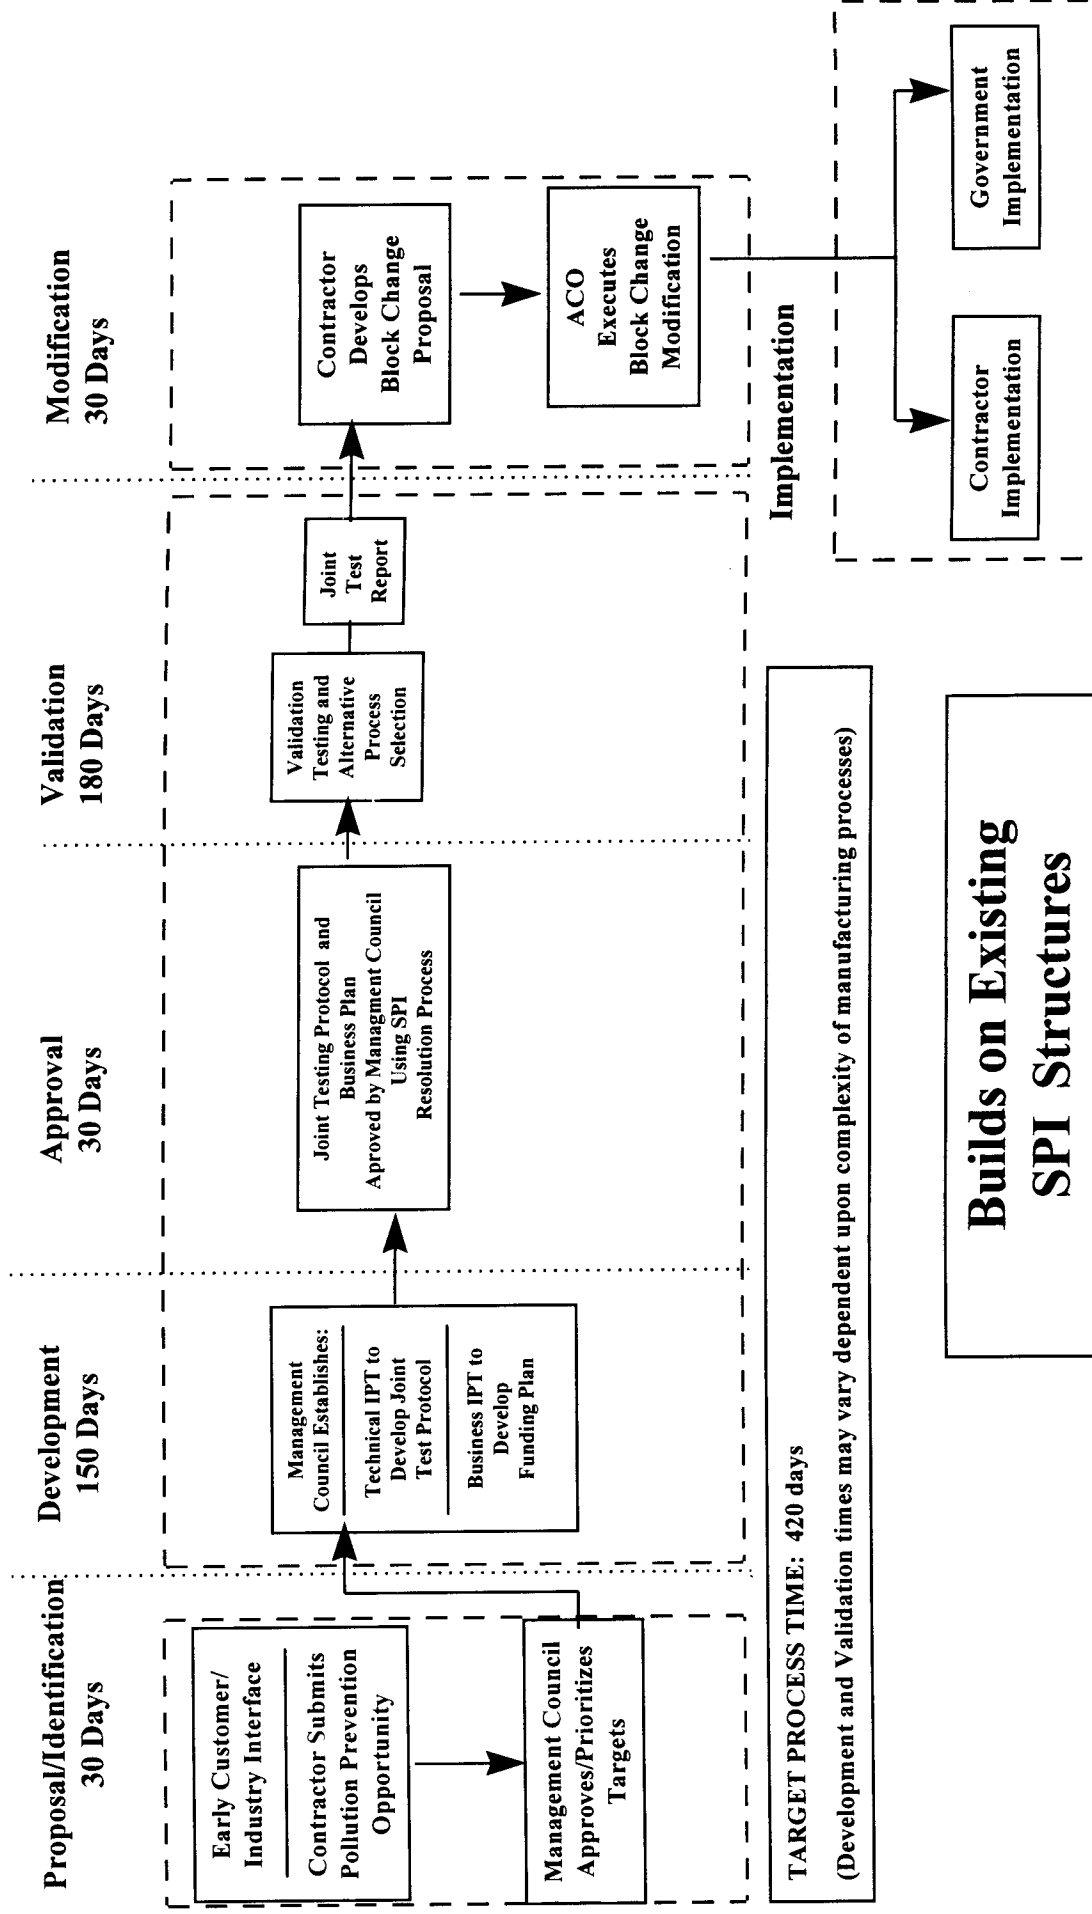 Proposal/Identification
30 Days
Development
150 Days
Approval
30 Days
Validation
180 Days
Modification
30 Days
Early Customer/
Industry Interface
Contractor Submits
Pollution Prevention
Opportunity
Management Council
Approves/Prioritizes
Targets
Management
Council Establishes:
Technical IPT to
Develop Joint
Test Protocol
Business IPT to
Develop
Funding Plan
Joint Testing Protocol and
Business Plan
Aproved by Managment Council
Using SPI
Resolution Process
Validation
Testing and
Alternative
Process
Selection
Joint
Test
Report
Contractor
Develops
Block Change
Proposal
ACO
Executes
Block Change
Modification
Implementation
Contractor
Implementation
Government
Implementation
TARGET PROCESS TIME: 420 days
(Development and Validation times may vary dependent upon complexity of manufacturing processes)
Builds on Existing
SPI Structures